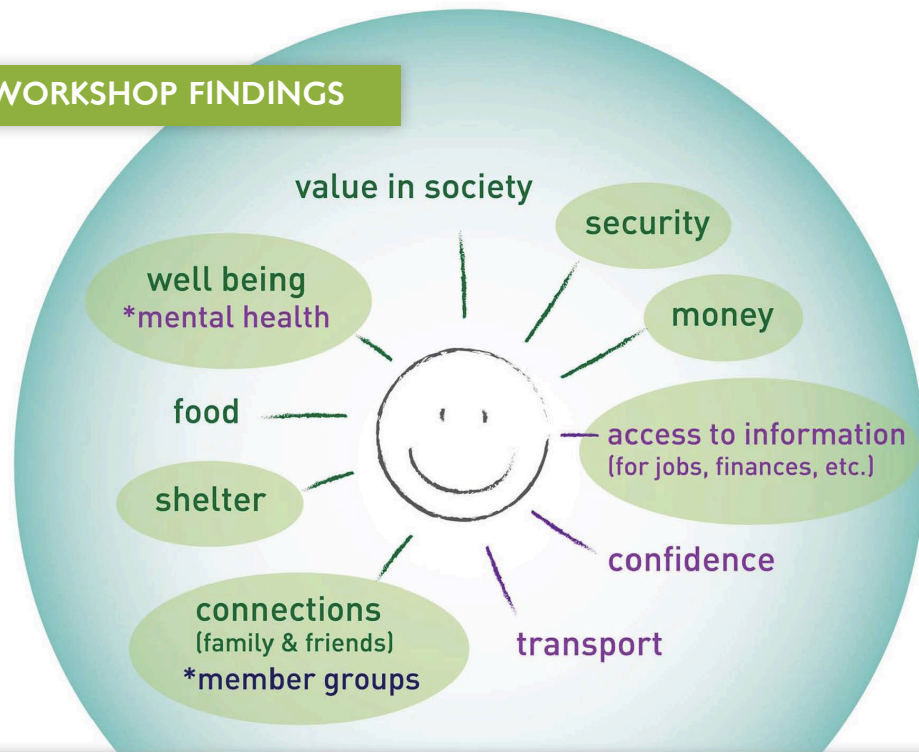 WORKSHOP FINDINGS
value in society
security
well being
*mental health
money
food
access to information
(for jobs, finances, etc.)
shelter
confidence
connections
(family & friends)
*member groups
transport